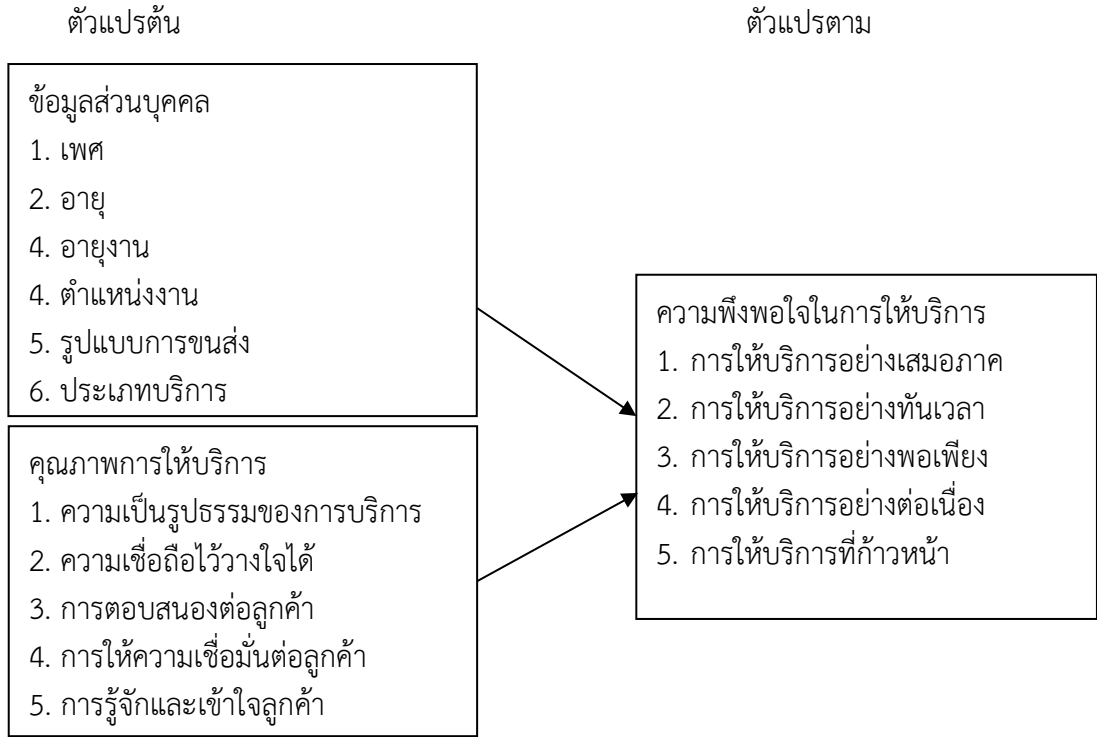 ตัวแปรต้น
ตัวแปรตาม
ข้อมูลส่วนบุคคล
1. เพศ
2. อายุ
4. อายุงาน
4. ตำแหน่งงาน
5. รูปแบบการขนส่ง
6. ประเภทบริการ
คุณภาพการให้บริการ
1. ความเป็นรูปธรรมของการบริการ
2. ความเชื่อถือไว้วางใจได้
3. การตอบสนองต่อลูกค้า
4. การให้ความเชื่อมั่นต่อลูกค้า
5. การรู้จักและเข้าใจลูกค้า
ความพึงพอใจในการให้บริการ
1. การให้บริการอย่างเสมอภาค
2. การให้บริการอย่างทันเวลา
3. การให้บริการอย่างพอเพียง
4. การให้บริการอย่างต่อเนื่อง
5. การให้บริการที่ก้าวหน้า